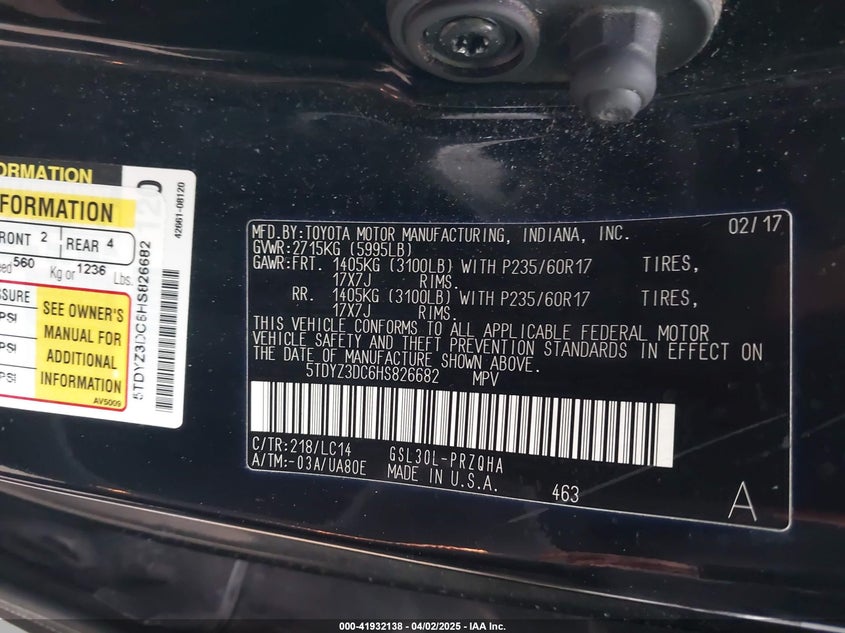 ORMATION
FORMATION
FRONT 2 REAR 4
560 Kg or 1236 Lbs.
PSI
PSI
PSI
SEE OWNER'S
MANUAL FOR
ADDITIONAL
INFORMATION
AV5009
5TDYZ3DC6HS826682
42661-08120
MFD.BY:TOYOTA MOTOR MANUFACTURING, INDIANA, INC. 02/17
GVWR:2715KG (5995LB)
GAWR:FRT. 1405KG (3100LB) WITH P235/60R17 TIRES,
17X7J RIMS.
RR. 1405KG (3100LB) WITH P235/60R17 TIRES,
17X7J RIMS.
THIS VEHICLE CONFORMS TO ALL APPLICABLE FEDERAL MOTOR
VEHICLE SAFETY AND THEFT PREVENTION STANDARDS IN EFFECT ON
THE DATE OF MANUFACTURE SHOWN ABOVE.
5TDYZ3DC6HS826682 MPV
C/TR:218/LC14 GSL30L-PRZQHA
A/TM:-03A/UA80E MADE IN U.S.A.
463 A
000-41932138 - 04/02/2025 - IAA Inc.